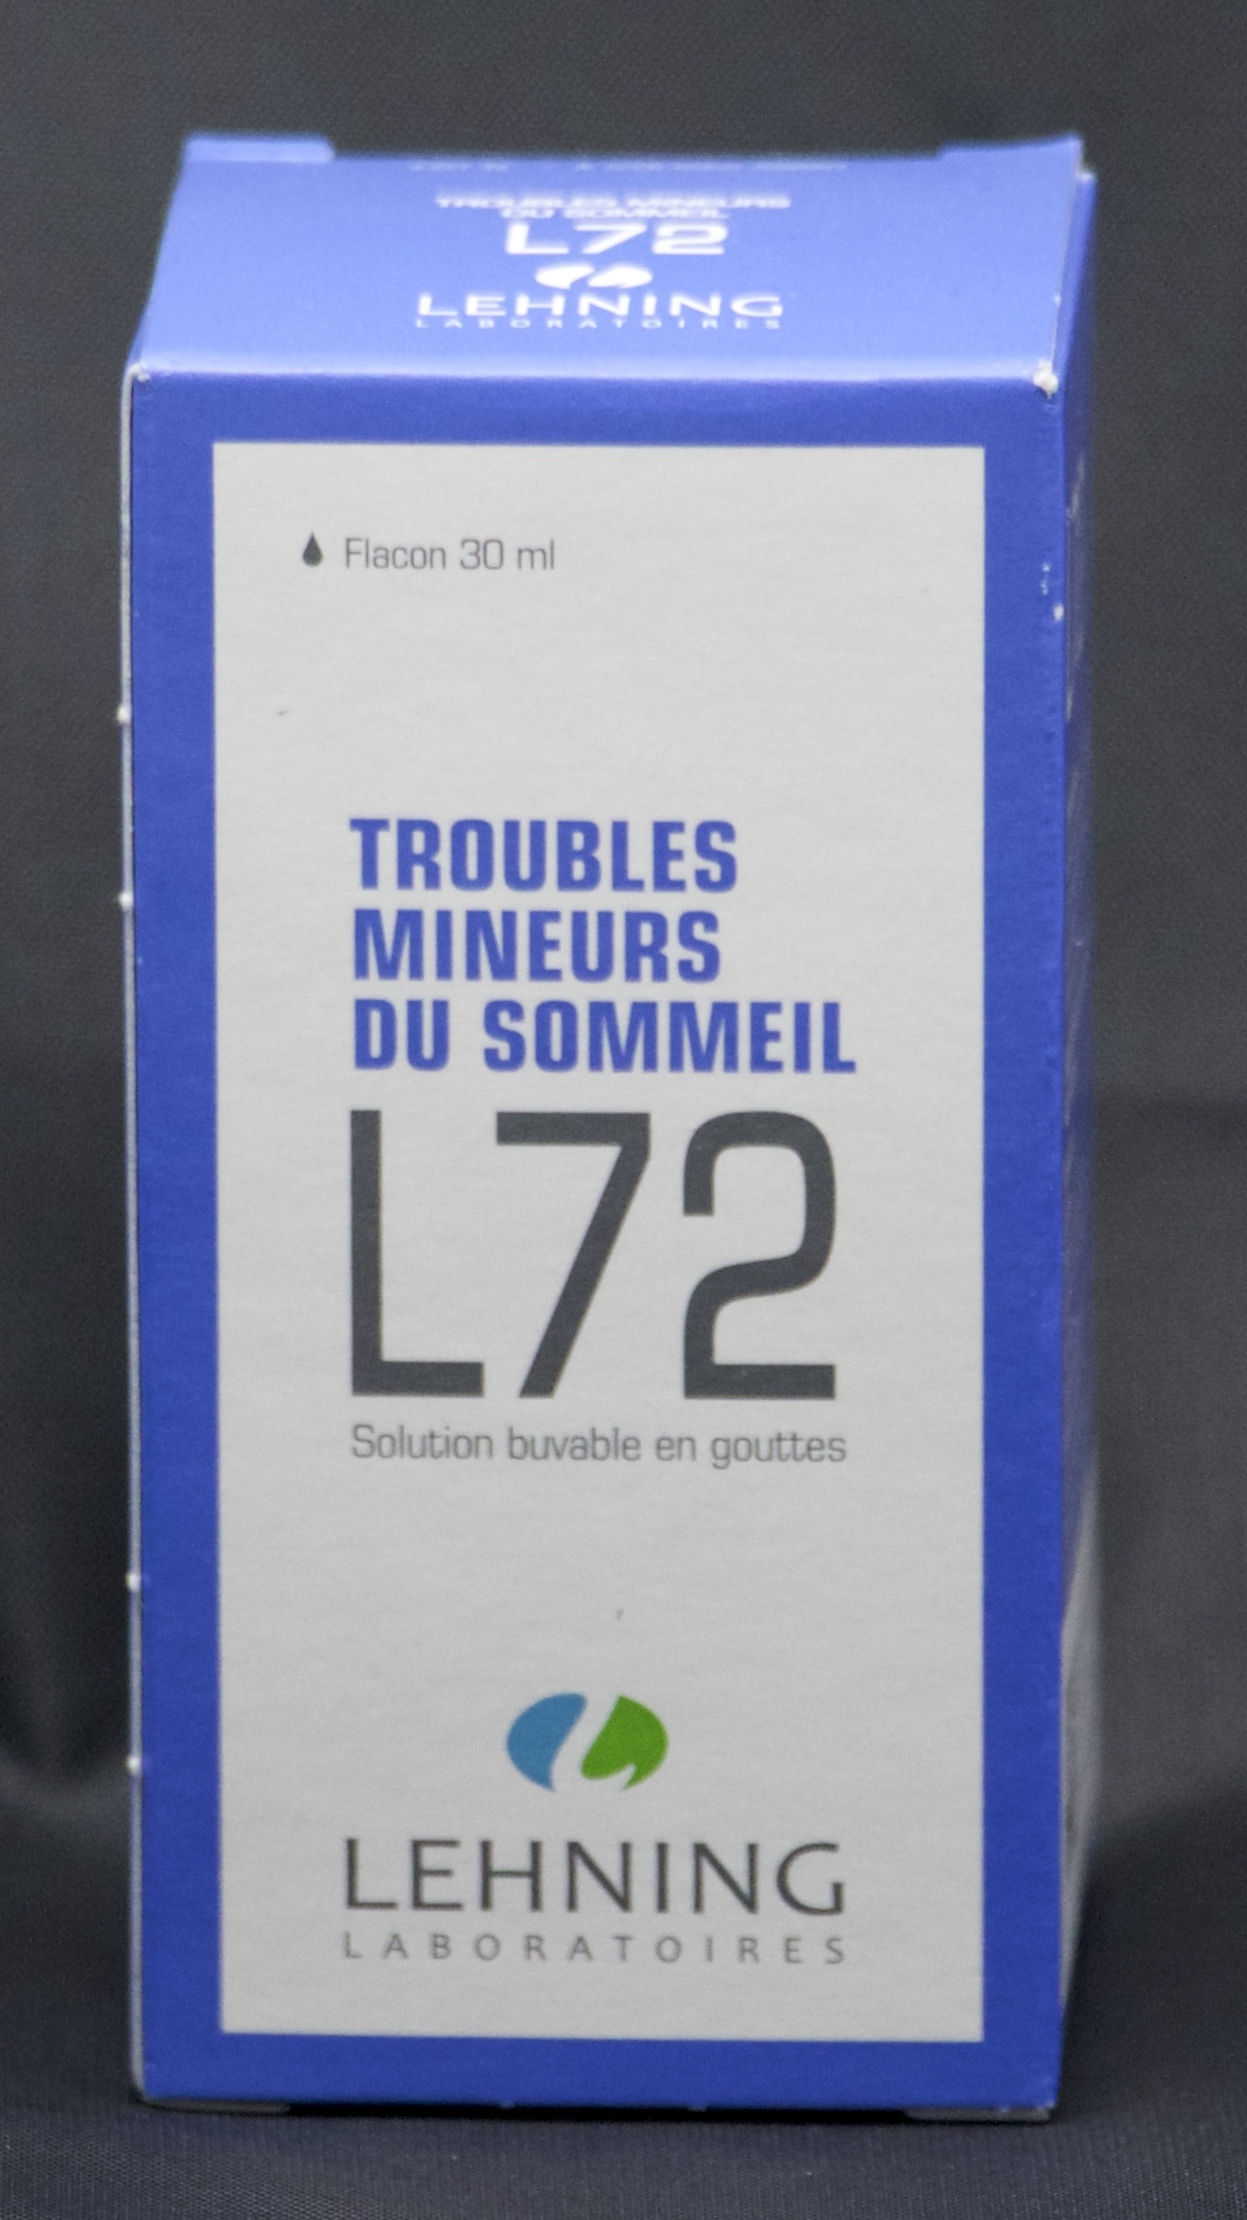 TROUBLES MINEURS
DU SOMMEIL
L72
LEHNING
LABORATOIRES
Flacon 30 ml
TROUBLES
MINEURS
DU SOMMEIL
L72
Solution buvable en gouttes
LEHNING
LABORATOIRES